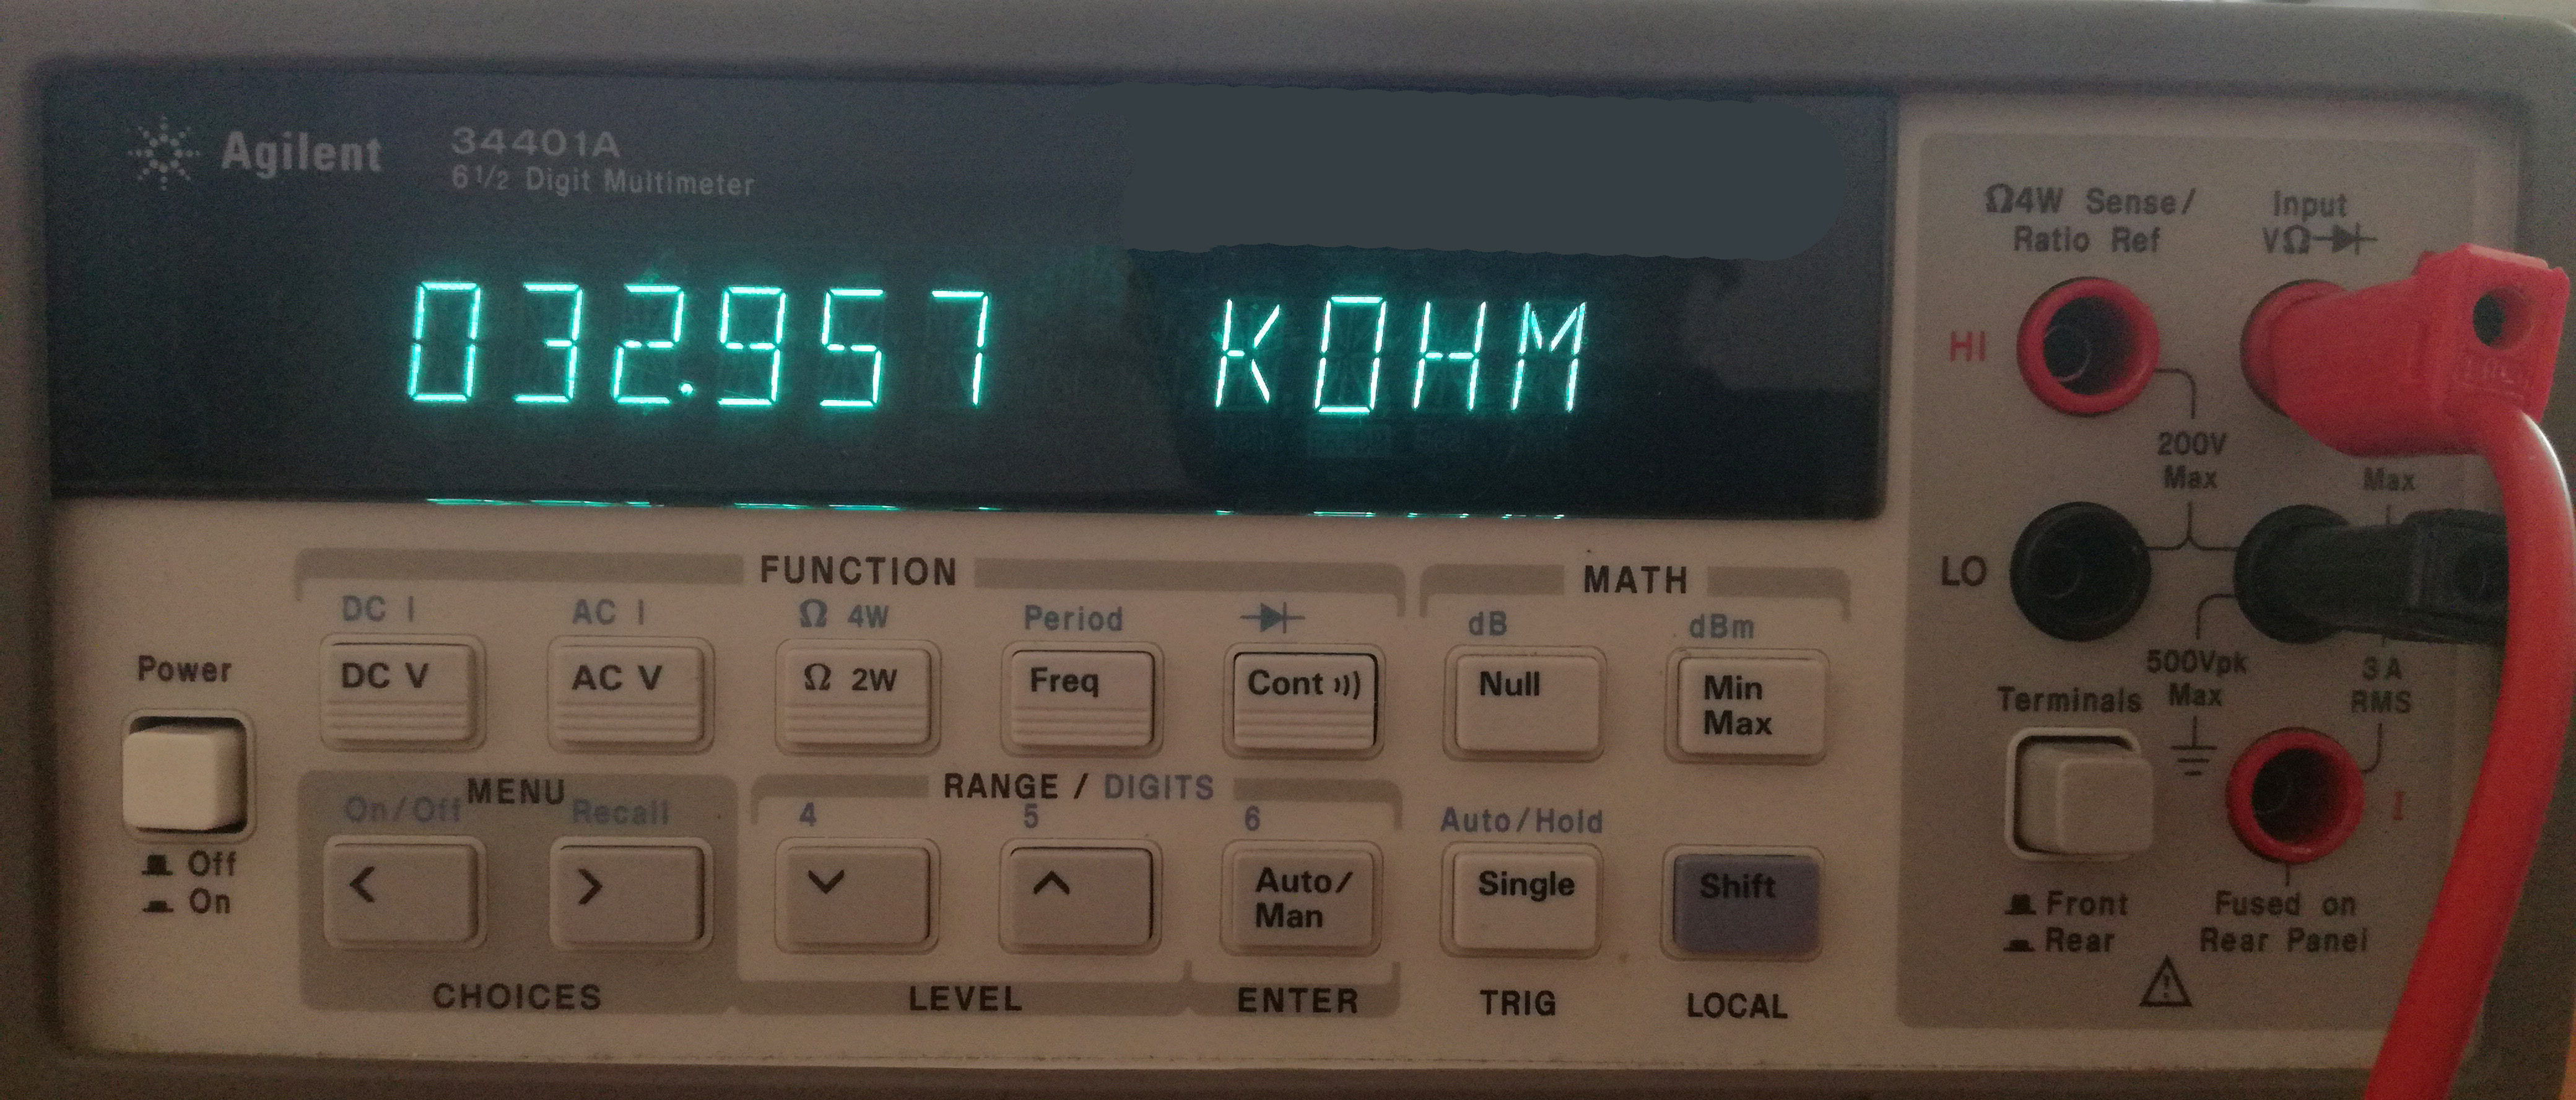 Agilent 34401A
6½ Digit Multimeter
032.957 KOHM
Ω4W Sense/
Ratio Ref
Input
VΩ
HI
200V
Max
Max
LO
500Vpk
Max
3A
RMS
Terminals
I
Front
Rear
Fused on
Rear Panel
FUNCTION
MATH
DC I
AC I
Ω 4W
Period
dB
dBm
Power
DC V
AC V
Ω 2W
Freq
Cont
Null
Min
Max
Off
On
MENU
RANGE / DIGITS
On/Off
Recall
4
5
6
Auto/Hold
<
>
Auto/
Man
Single
Shift
CHOICES
LEVEL
ENTER
TRIG
LOCAL